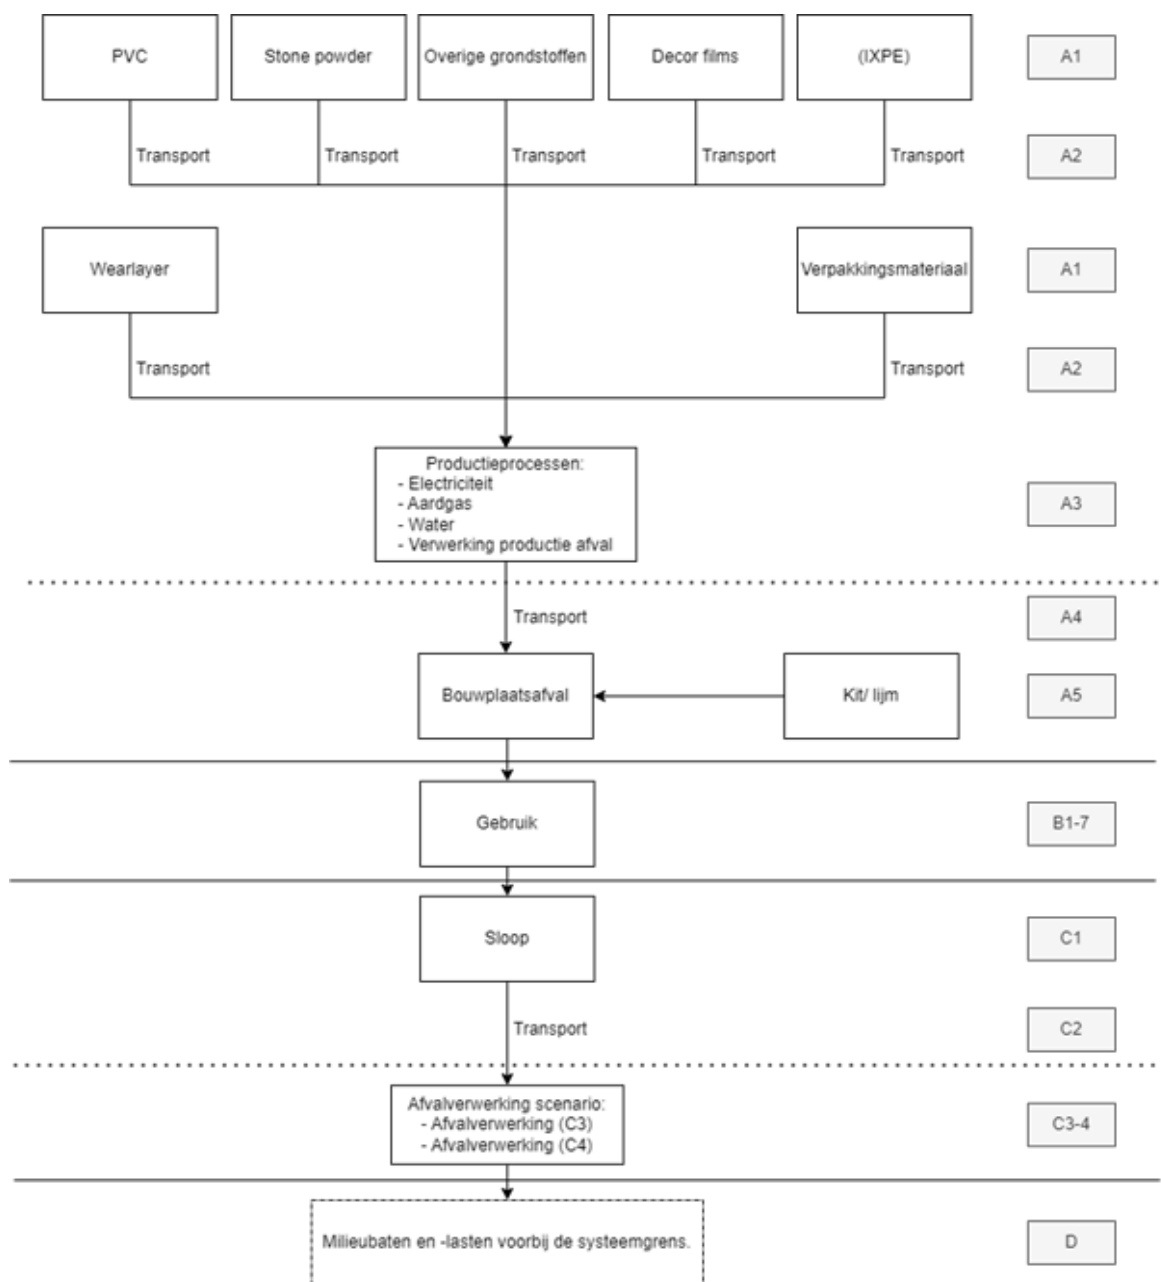 PVC
Stone powder
Overige grondstoffen
Decor films
(IXPE)
A1
Transport
Transport
Transport
Transport
Transport
A2
Wearlayer
Verpakkingsmateriaal
A1
Transport
Transport
A2
Productieprocessen:
- Electriciteit
- Aardgas
- Water
- Verwerking productie afval
A3
Transport
A4
Bouwplaatsafval
Kit/ lijm
A5
Gebruik
B1-7
Sloop
C1
Transport
C2
Afvalverwerking scenario:
- Afvalverwerking (C3)
- Afvalverwerking (C4)
C3-4
Milieubaten en -lasten voorbij de systeemgrens.
D